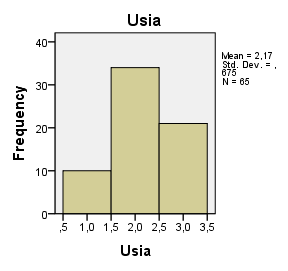 Usia
Mean = 2,17
Std. Dev. = ,
675
N = 65
Frequency
40
30
20
10
0
,5 1,0 1,5 2,0 2,5 3,0 3,5
Usia